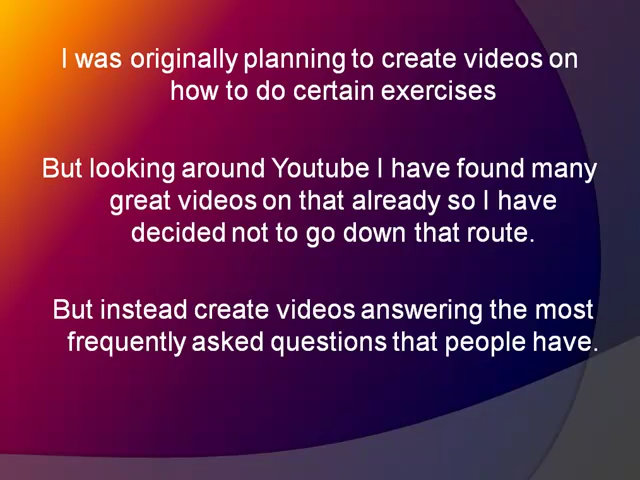 I was originally planning to create videos on
how to do certain exercises
But looking around Youtube I have found many
great videos on that already so I have
decided not to go down that route.
But instead create videos answering the most
frequently asked questions that people have.